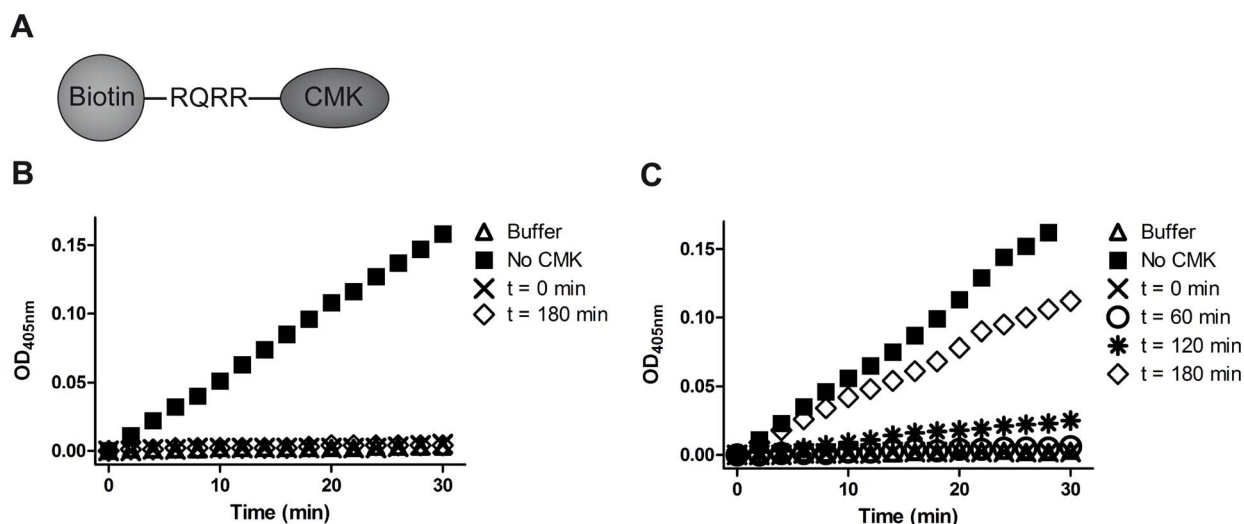 A
Biotin RQRR CMK
B
0.15
0.10
0.05
0.00
OD405nm
0 10 20 30
Time (min)
Buffer
No CMK
t = 0 min
t = 180 min
C
0.15
0.10
0.05
0.00
OD405nm
0 10 20 30
Time (min)
Buffer
No CMK
t = 0 min
t = 60 min
t = 120 min
t = 180 min